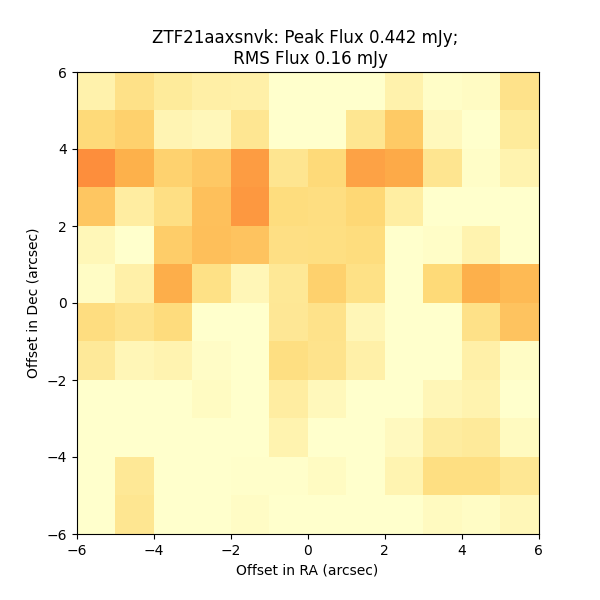 ZTF21aaxsnvk: Peak Flux 0.442 mJy;
RMS Flux 0.16 mJy
6
4
2
0
−2
−4
−6
Offset in Dec (arcsec)
−6 −4 −2 0 2 4 6
Offset in RA (arcsec)